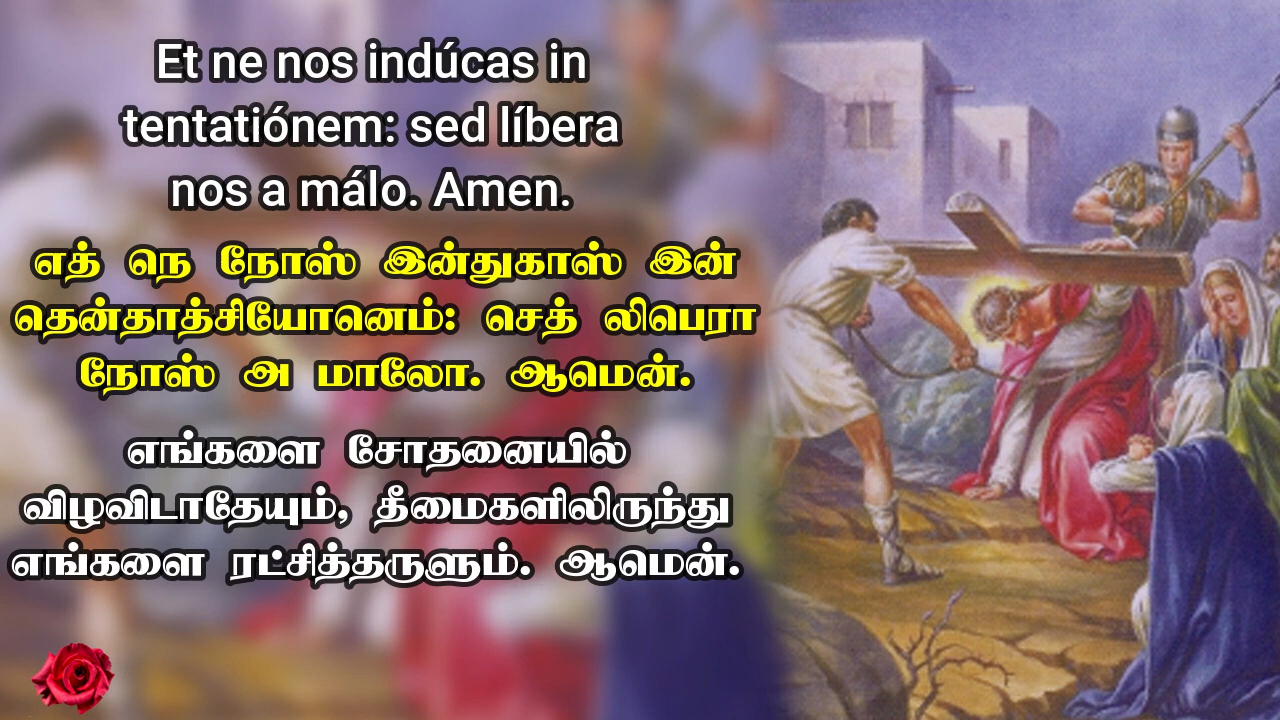 Et ne nos indúcas in
tentatiónem: sed líbera
nos a málo. Amen.
எத் நெ நோஸ் இன்துகாஸ் இன்
தென்தாத்சியோனெம்: செத் லிபெரா
நோஸ் அ மாலோ. ஆமென்.
எங்களை சோதனையில்
விழவிடாதேயும், தீமைகளிலிருந்து
எங்களை ரட்சித்தருளும். ஆமென்.